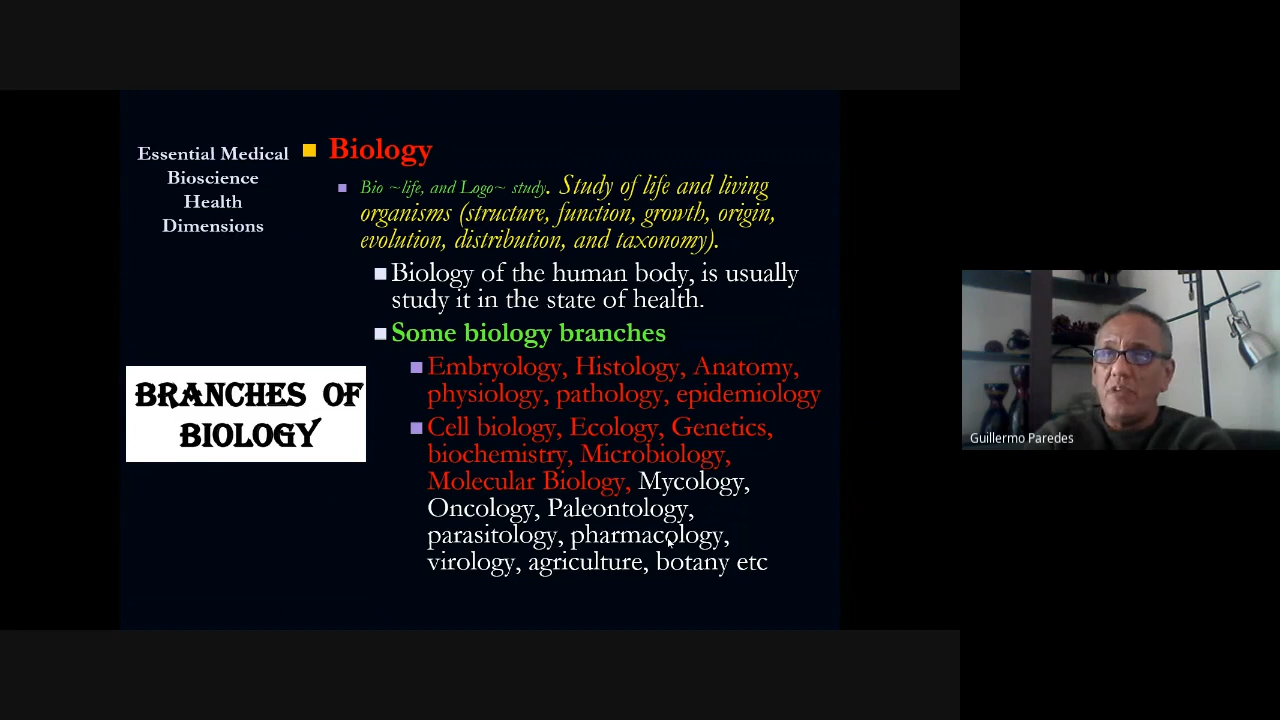 Essential Medical
Bioscience
Health
Dimensions
BRANCHES OF
BIOLOGY
Biology
Bio ~life, and Logo~ study. Study of life and living
organisms (structure, function, growth, origin,
evolution, distribution, and taxonomy).
Biology of the human body, is usually
study it in the state of health.
Some biology branches
Embryology, Histology, Anatomy,
physiology, pathology, epidemiology
Cell biology, Ecology, Genetics,
biochemistry, Microbiology,
Molecular Biology, Mycology,
Oncology, Paleontology,
parasitology, pharmacology,
virology, agriculture, botany etc
Guillermo Paredes